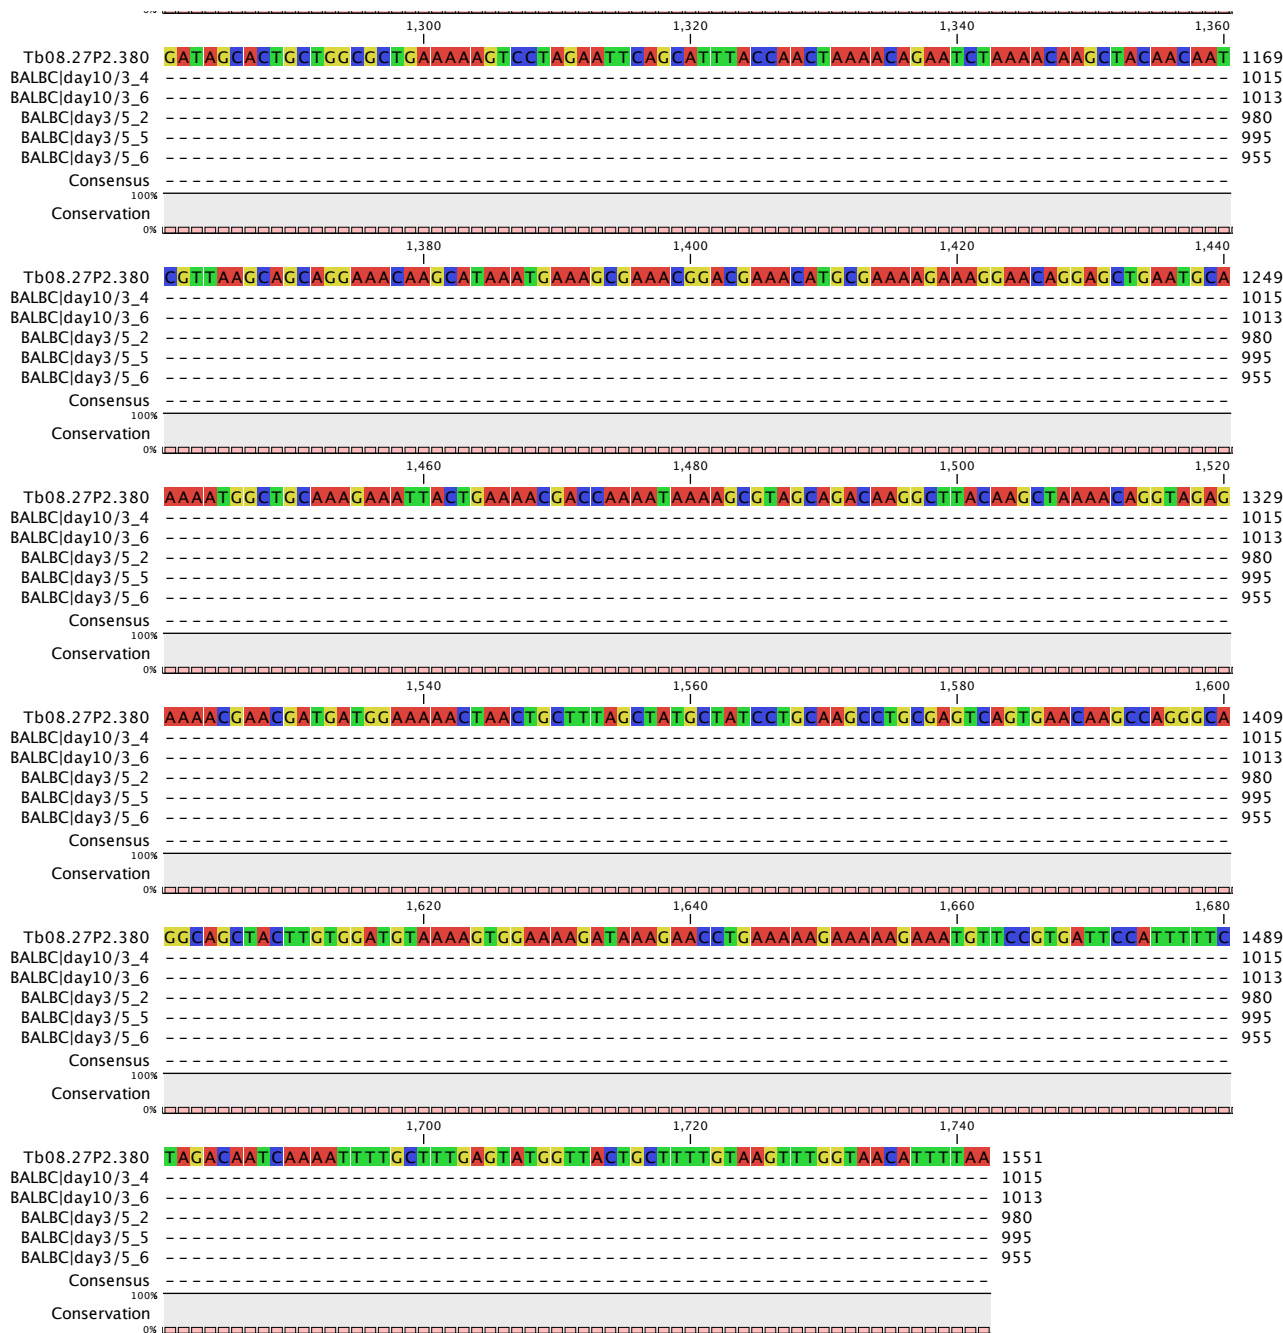 0%
1,300 1,320 1,340 1,360
Tb08.27P2.380 GATAGCACTGCTGGCGCTGAAAAAGTCCTAGAATTCAGCATTTACCAACTAAAACAGAATCTAAAACAAGCTACAACAAT 1169
BALBC|day10/3_4 1015
BALBC|day10/3_6 1013
BALBC|day3/5_2 980
BALBC|day3/5_5 995
BALBC|day3/5_6 955
Consensus
100%
Conservation
0%
1,380 1,400 1,420 1,440
Tb08.27P2.380 CGTTAAGCAGCAGGAAACAAGCATAAATGAAAGCGAAACGGACGAAACATGCGAAAAGAAAGGAACAGGAGCTGAATGCA 1249
BALBC|day10/3_4 1015
BALBC|day10/3_6 1013
BALBC|day3/5_2 980
BALBC|day3/5_5 995
BALBC|day3/5_6 955
Consensus
100%
Conservation
0%
1,460 1,480 1,500 1,520
Tb08.27P2.380 AAAATGGCTGCAAAGAAATTACTGAAAACGACCAAAATAAAAGCGTAGCAGACAAGGCTTACAAGCTAAAACAGGTAGAG 1329
BALBC|day10/3_4 1015
BALBC|day10/3_6 1013
BALBC|day3/5_2 980
BALBC|day3/5_5 995
BALBC|day3/5_6 955
Consensus
100%
Conservation
0%
1,540 1,560 1,580 1,600
Tb08.27P2.380 AAAACGAACGATGATGGAAAAACTAACTGCTTTAGCTATGCTATCCTGCAAGCCTGCGAGTCAGTGAACAAGCCAGGGCA 1409
BALBC|day10/3_4 1015
BALBC|day10/3_6 1013
BALBC|day3/5_2 980
BALBC|day3/5_5 995
BALBC|day3/5_6 955
Consensus
100%
Conservation
0%
1,620 1,640 1,660 1,680
Tb08.27P2.380 GGCAGCTACTTGTGGATGTAAAAGTGGAAAAGATAAAGAACCTGAAAAAGAAAAAGAAATGTTCCGTGATTCCATTTTTC 1489
BALBC|day10/3_4 1015
BALBC|day10/3_6 1013
BALBC|day3/5_2 980
BALBC|day3/5_5 995
BALBC|day3/5_6 955
Consensus
100%
Conservation
0%
1,700 1,720 1,740
Tb08.27P2.380 TAGACAATCAAAATTTTGCTTTGAGTATGGTTACTGCTTTTGTAAGTTTGGTAACATTTTAA 1551
BALBC|day10/3_4 1015
BALBC|day10/3_6 1013
BALBC|day3/5_2 980
BALBC|day3/5_5 995
BALBC|day3/5_6 955
Consensus
100%
Conservation
0%